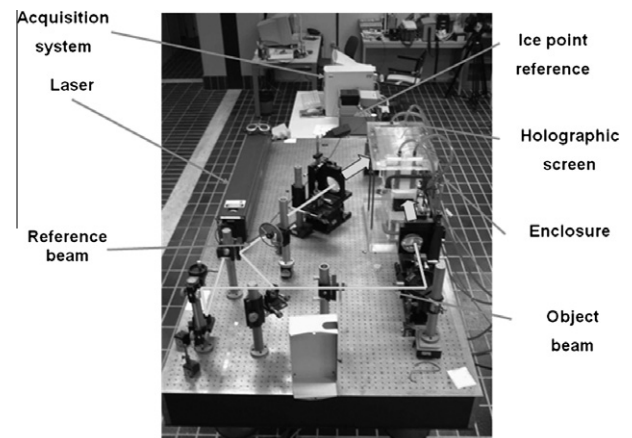 Acquisition
system
Laser
Reference
beam
Ice point
reference
Holographic
screen
Enclosure
Object
beam